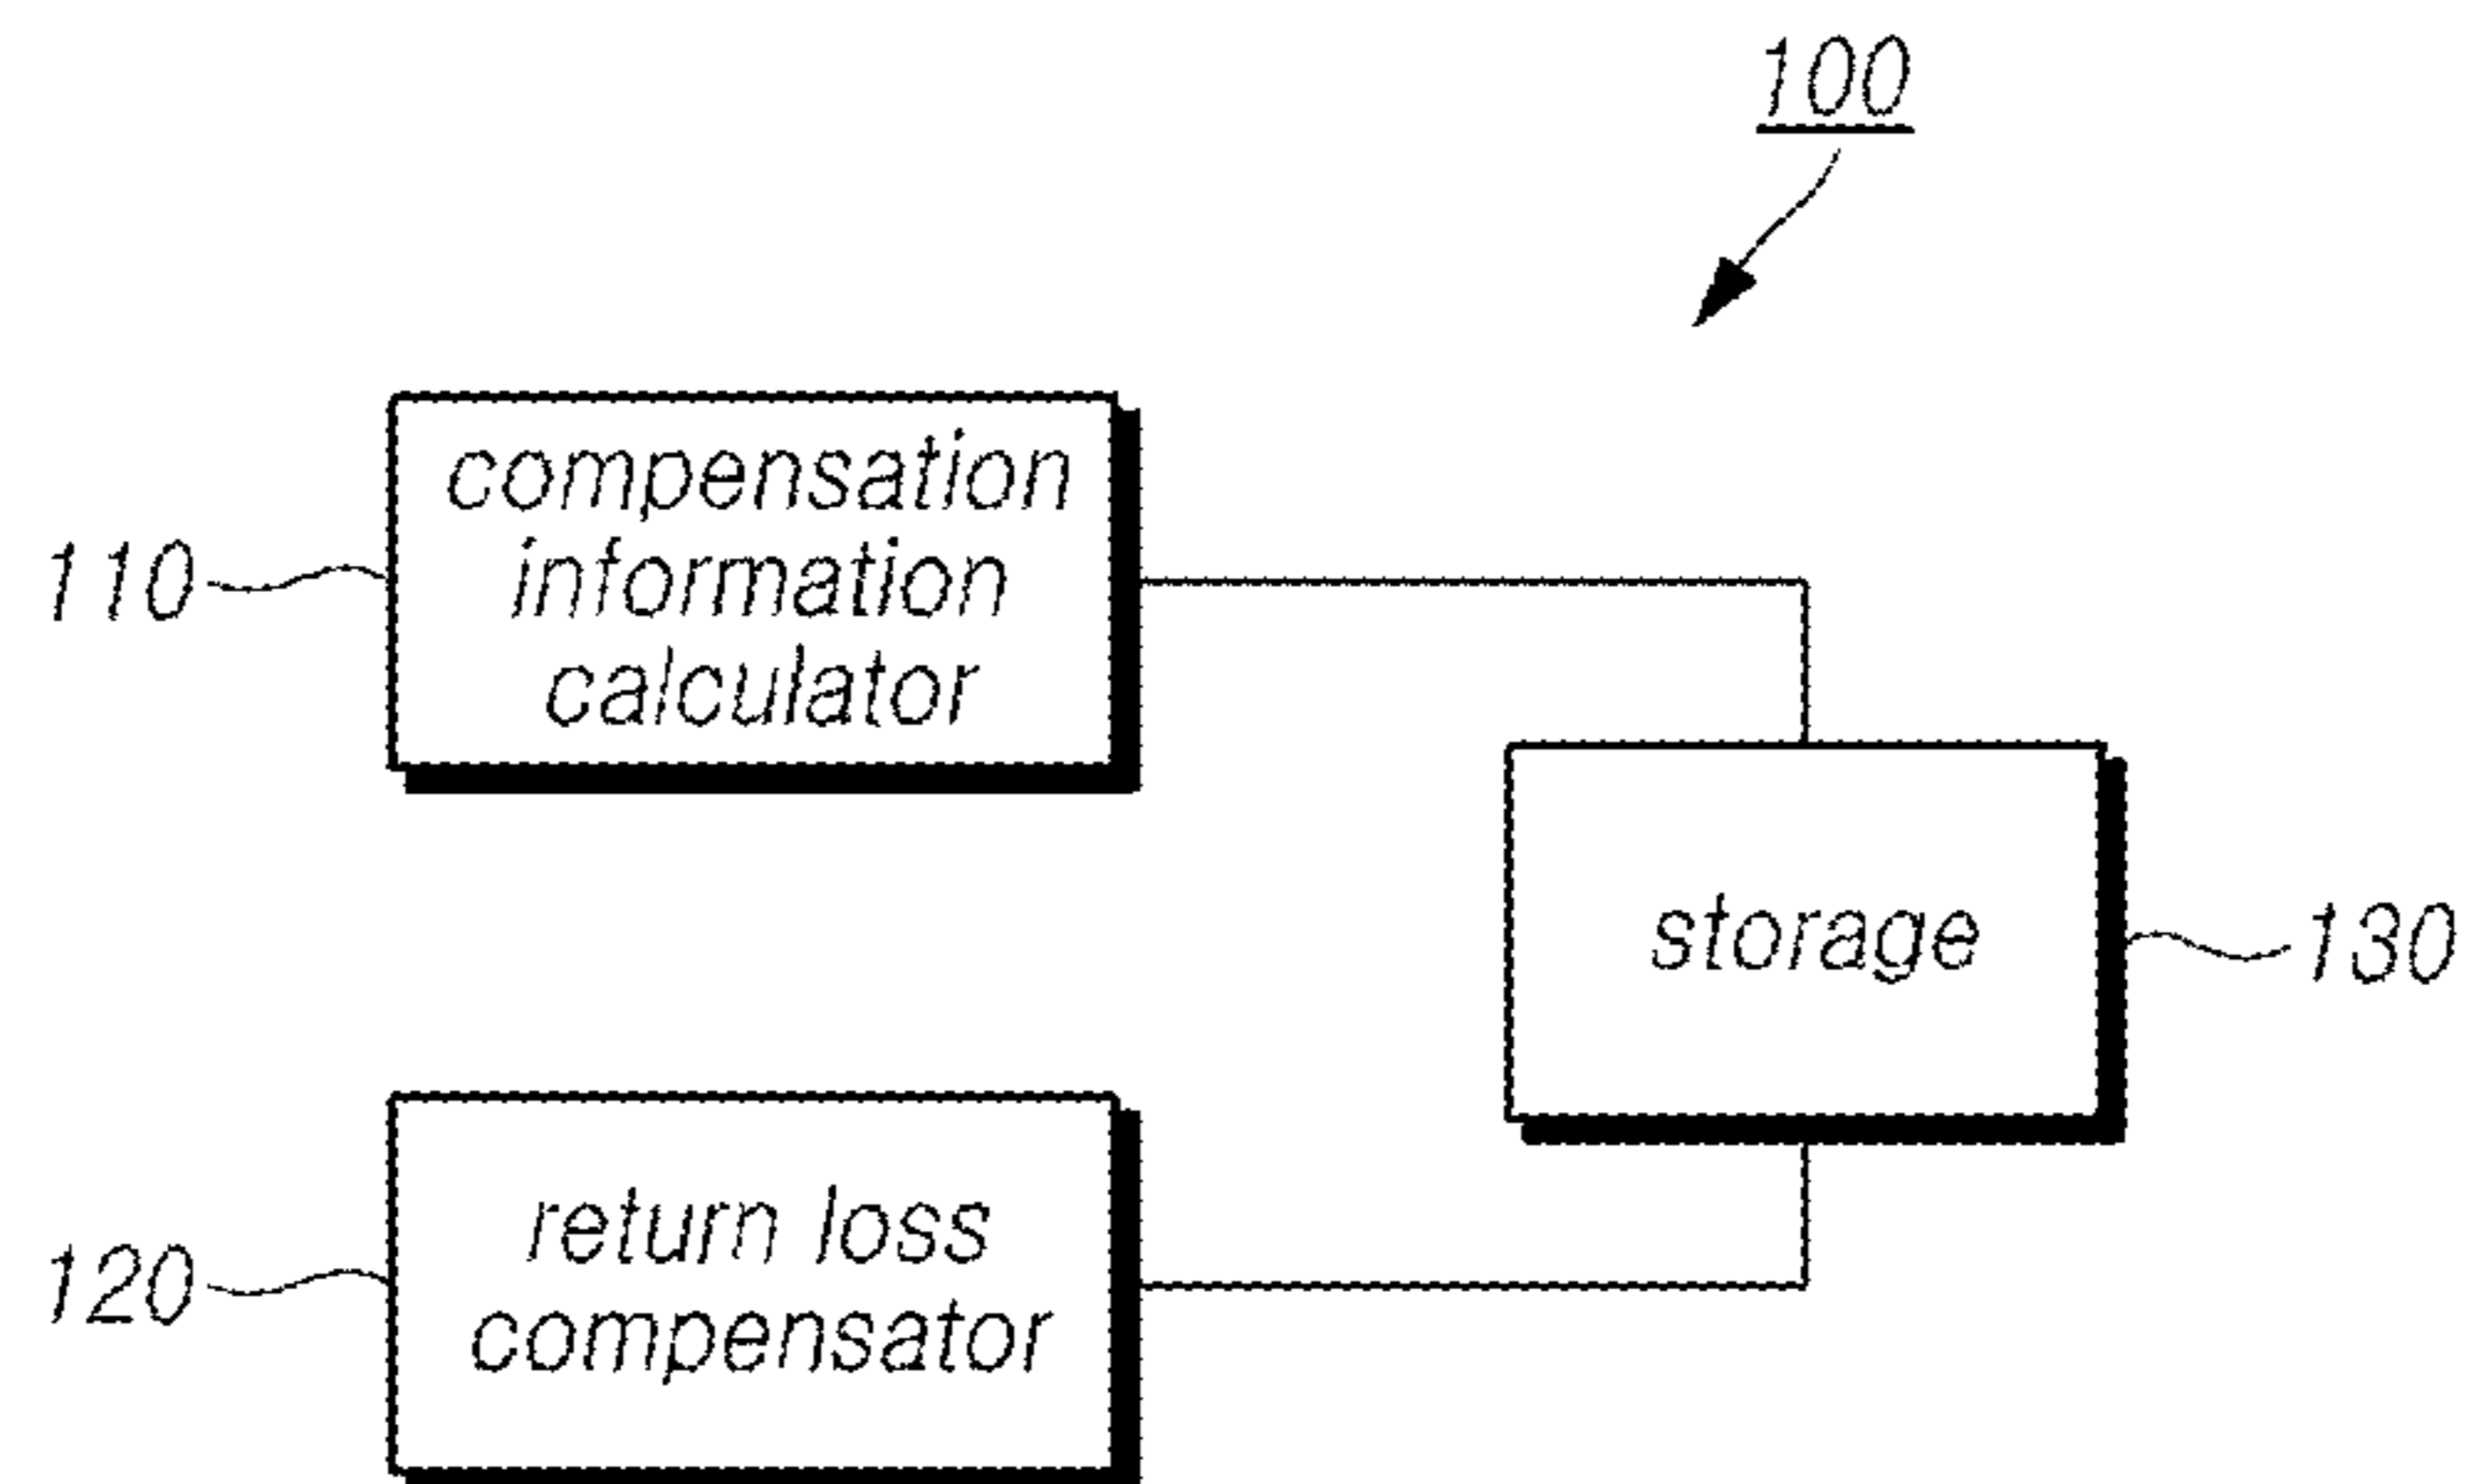 100
110
compensation
information
calculator
storage
130
120
return loss
compensator